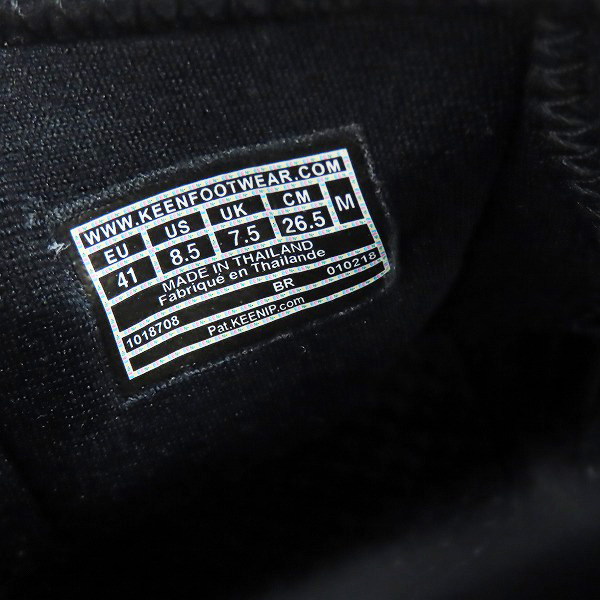 WWW.KEENFOOTWEAR.COM
EU US UK CM M
41 8.5 7.5 26.5
MADE IN THAILAND
Fabriqué en Thaïlande
1018708 BR 010218
Pat.KEENIP.com